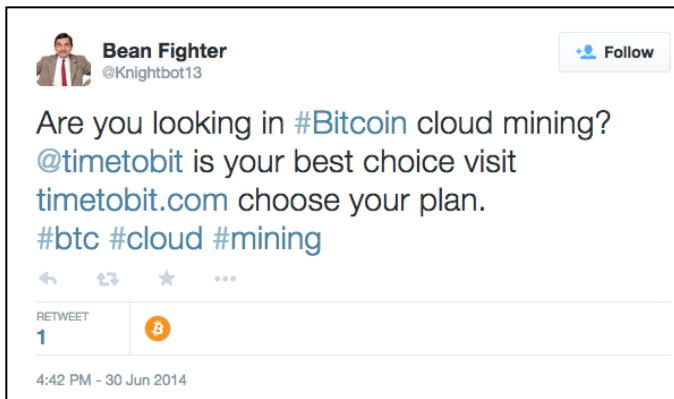 Bean Fighter
@Knightbot13
Follow
Are you looking in #Bitcoin cloud mining?
@timetobit is your best choice visit
timetobit.com choose your plan.
#btc #cloud #mining
RETWEET
1
4:42 PM - 30 Jun 2014